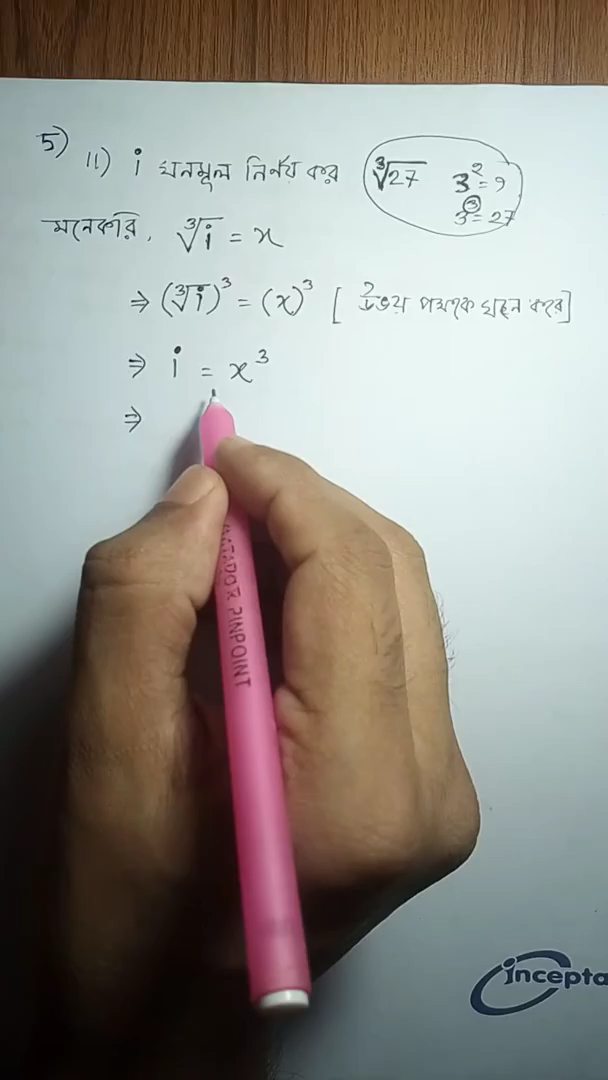 5) ii) i ঘনমূল নির্ণয় কর
∛27 3² = 9
3³ = 27
মনেকরি, ∛i = x
⇒ (∛i)³ = (x)³ [ উভয় পক্ষকে ঘন করে]
⇒ i = x³
⇒
MATADOR PINPOINT
incepta